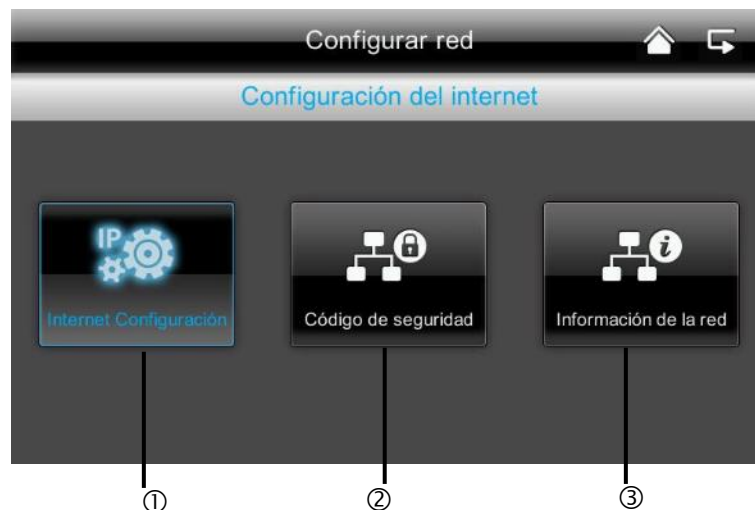 Configurar red
Configuración del internet
IP
Internet Configuración
Código de seguridad
Información de la red
① ② ③